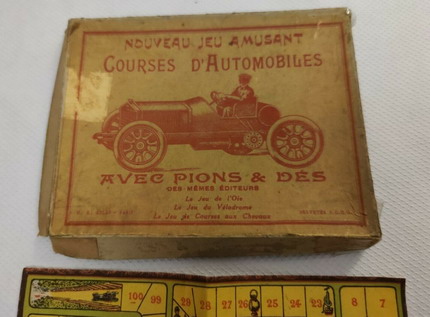 NOUVEAU JEU AMUSANT
COURSES D'AUTOMOBILES
AVEC PIONS & DÉS
DES MÊMES ÉDITEURS
Le Jeu de l'Oie
Le Jeu du Vélodrome
Le Jeu de Courses aux Chevaux
100 99 29 28 27 26 25 24 23 8 7